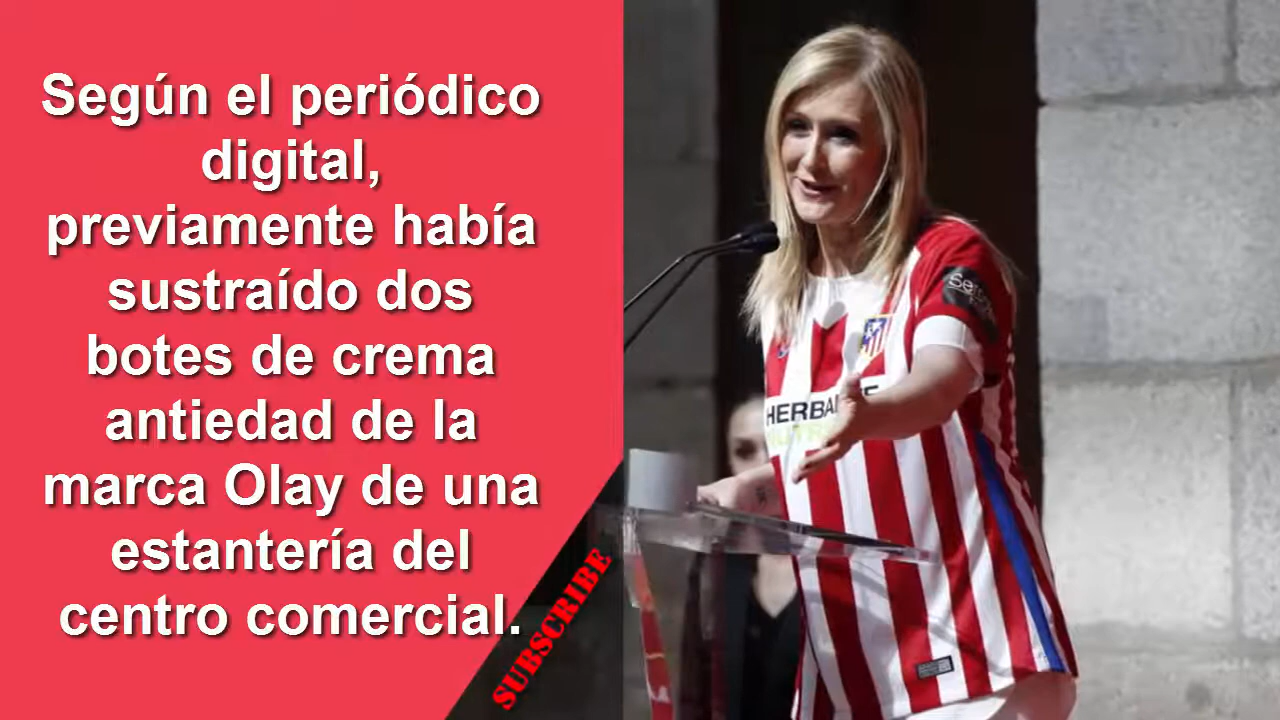 Según el periódico
digital,
previamente había
sustraído dos
botes de crema
antiedad de la
marca Olay de una
estantería del
centro comercial.
SUBSCRIBE